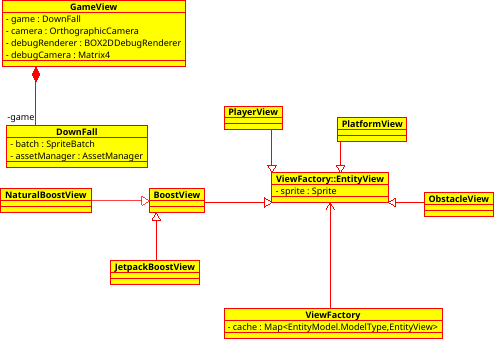 GameView
- game : DownFall
- camera : OrthographicCamera
- debugRenderer : BOX2DDebugRenderer
- debugCamera : Matrix4
-game
DownFall
- batch : SpriteBatch
- assetManager : AssetManager
PlayerView
PlatformView
ViewFactory::EntityView
- sprite : Sprite
NaturalBoostView
BoostView
ObstacleView
JetpackBoostView
ViewFactory
- cache : Map<EntityModel.ModelType,EntityView>